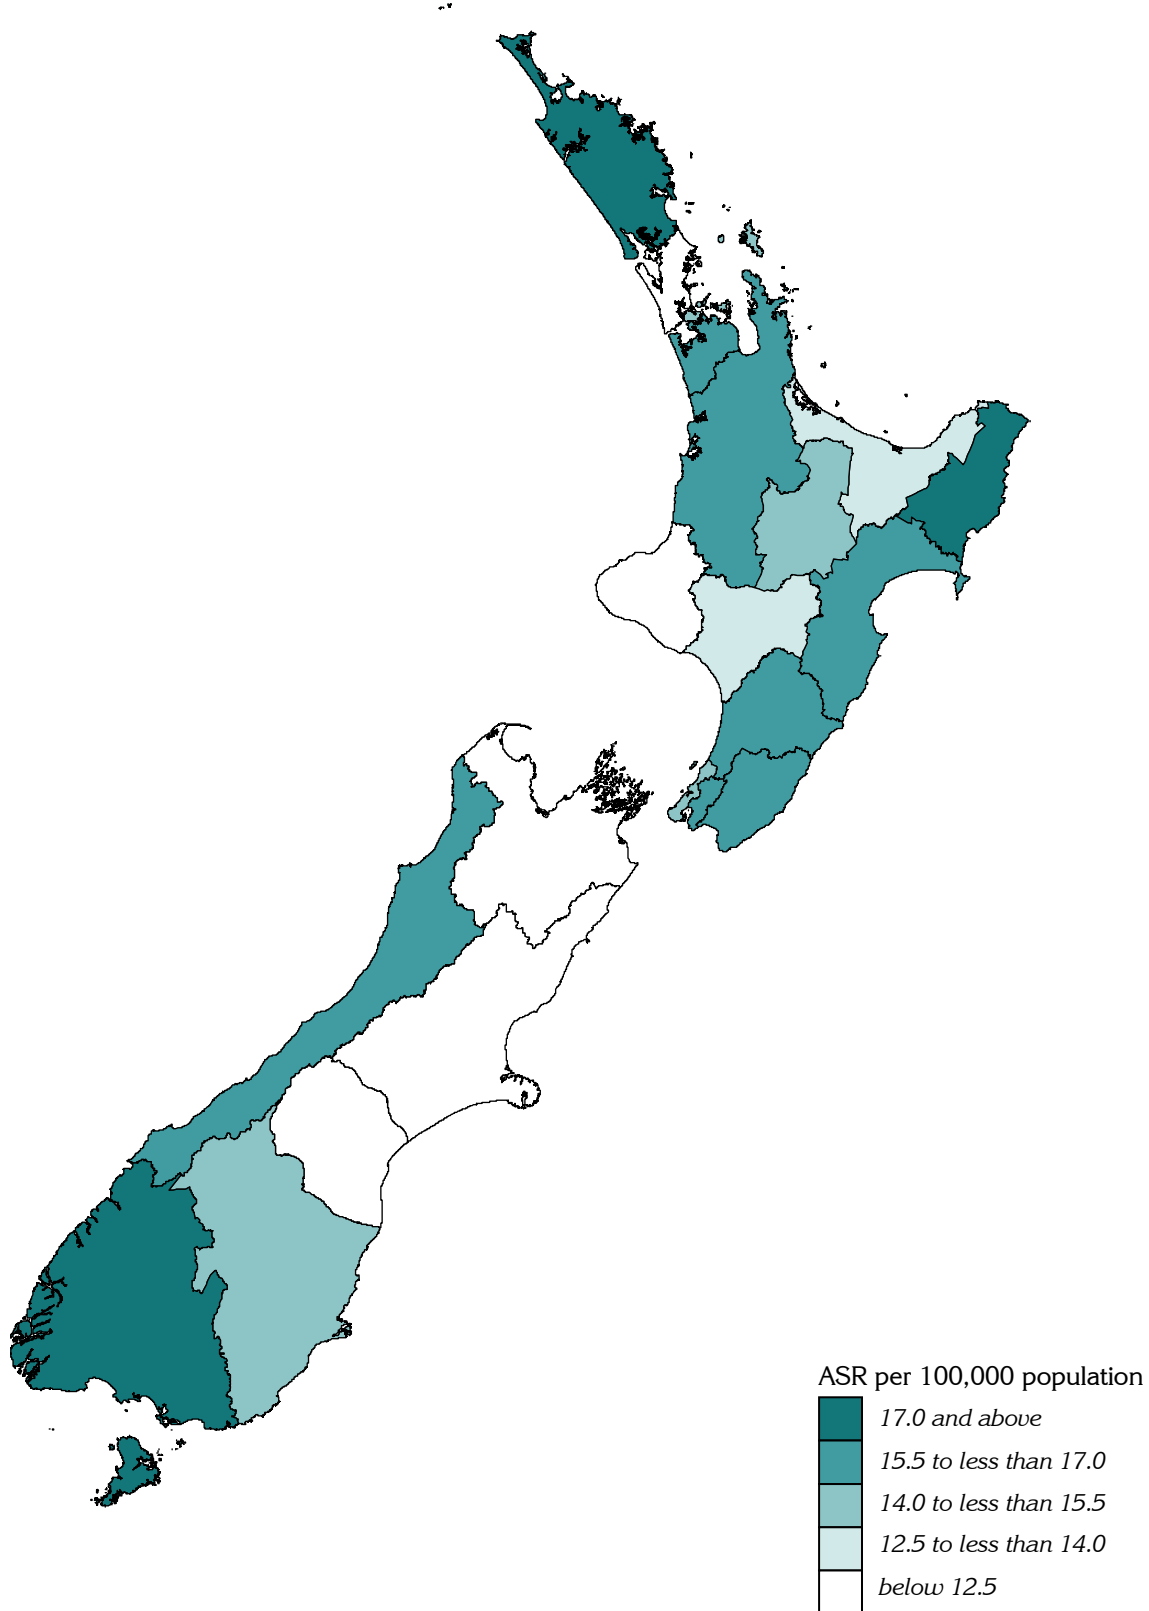 ASR per 100,000 population
17.0 and above
15.5 to less than 17.0
14.0 to less than 15.5
12.5 to less than 14.0
below 12.5